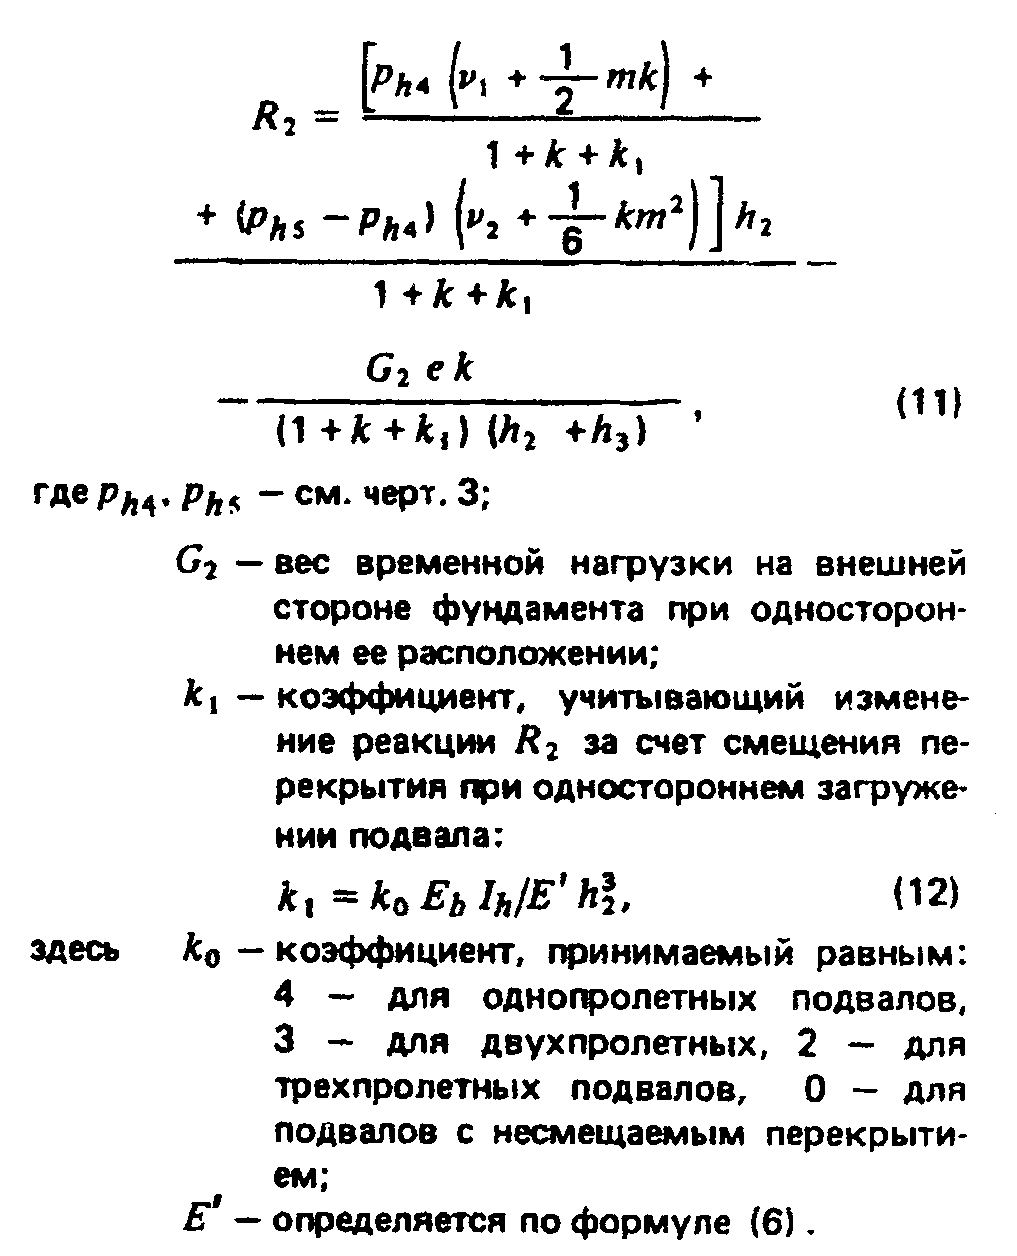 R₂ = [p_h4 (ν₁ + 1/2 mk) +
1 + k + k₁
+ (p_h5 − p_h4) (ν₂ + 1/6 km²)] h₂ −
1 + k + k₁
− G₂ e k
(1 + k + k₁) (h₂ + h₃) , (11)
где p_h4, p_h5 — см. черт. 3;
G₂ — вес временной нагрузки на внешней
стороне фундамента при односторон-
нем ее расположении;
k₁ — коэффициент, учитывающий измене-
ние реакции R₂ за счет смещения пе-
рекрытия при одностороннем загруже-
нии подвала:
k₁ = k₀ E_b I_h/E′ h₂³, (12)
здесь k₀ — коэффициент, принимаемый равным:
4 — для однопролетных подвалов,
3 — для двухпролетных, 2 — для
трехпролетных подвалов, 0 — для
подвалов с несмещаемым перекрыти-
ем;
E′ — определяется по формуле (6).